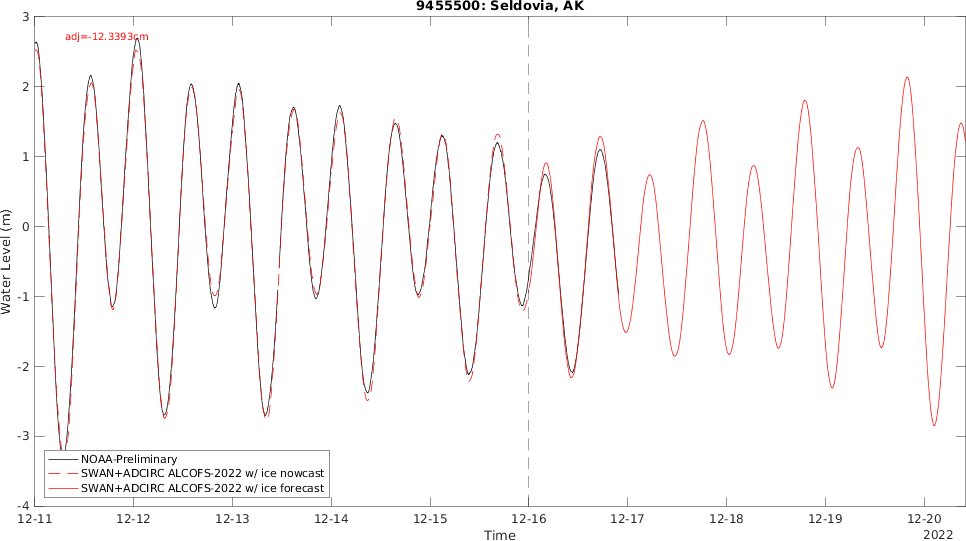 9455500: Seldovia, AK
adj=-12.3393cm
3
2
1
0
-1
-2
-3
-4
Water Level (m)
NOAA-Preliminary
SWAN+ADCIRC ALCOFS-2022 w/ ice nowcast
SWAN+ADCIRC ALCOFS-2022 w/ ice forecast
12-11 12-12 12-13 12-14 12-15 12-16 12-17 12-18 12-19 12-20
Time
2022